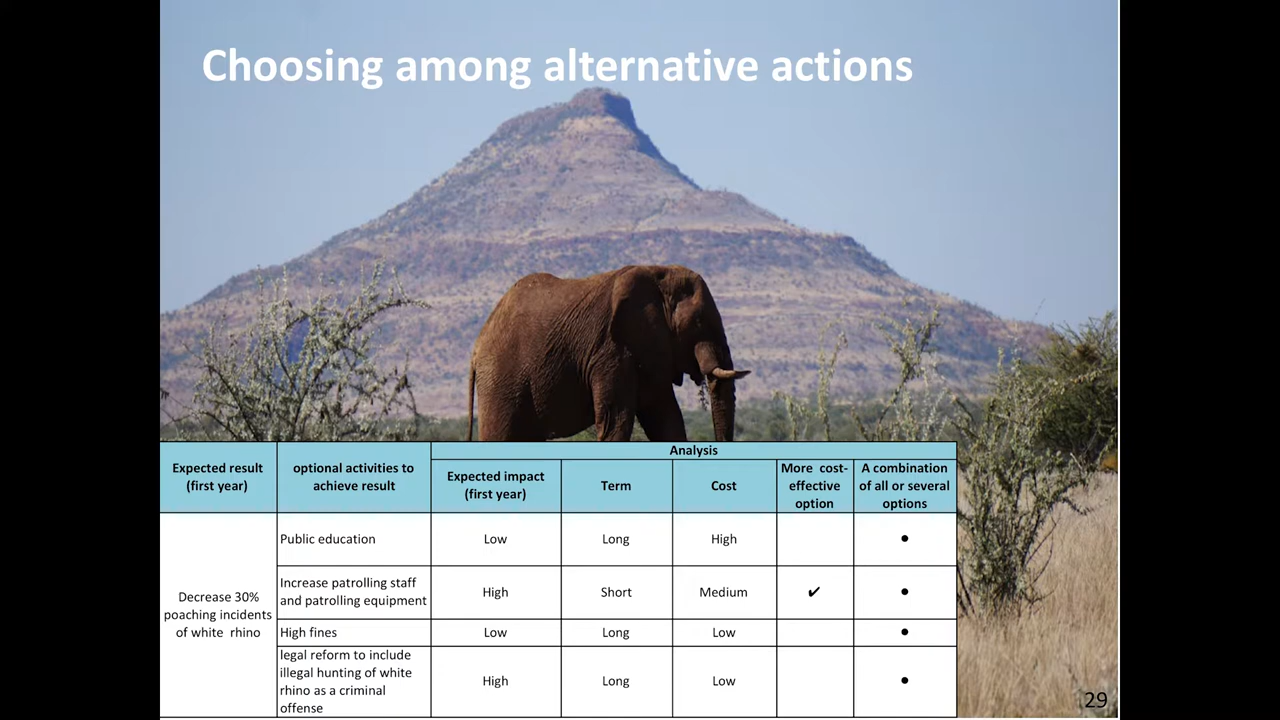 Choosing among alternative actions
Analysis
Expected result
(first year)
optional activities to
achieve result
Expected impact
(first year)
Term
Cost
More cost-
effective
option
A combination
of all or several
options
Decrease 30%
poaching incidents
of white rhino
Public education
Low
Long
High
●
Increase patrolling staff
and patrolling equipment
High
Short
Medium
✔
●
High fines
Low
Long
Low
●
legal reform to include
illegal hunting of white
rhino as a criminal
offense
High
Long
Low
●
29